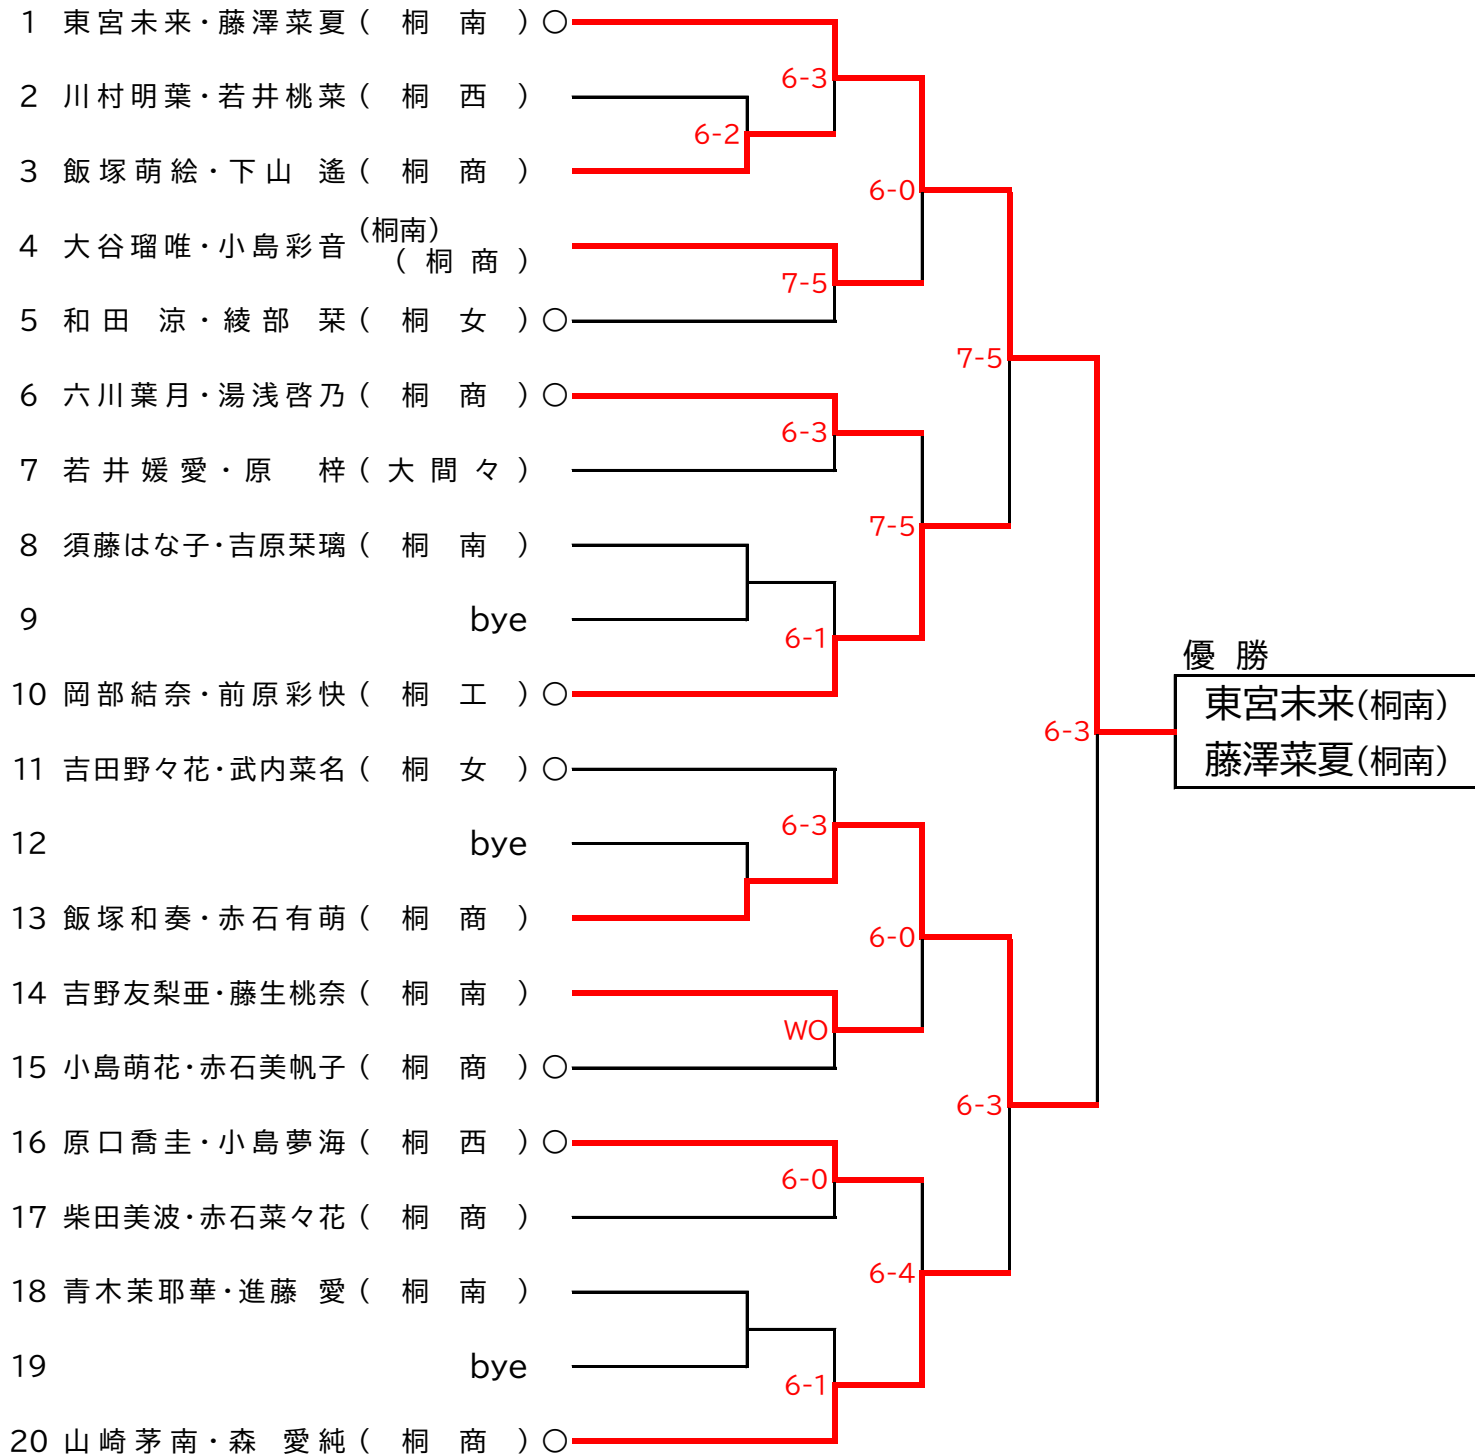 1 東宮未来・藤澤菜夏 ( 桐 南 ) ○
6-3
2 川村明葉・若井桃菜 ( 桐 西 )
6-2
3 飯塚萌絵・下山 遙 ( 桐 商 )
6-0
4 大谷瑠唯・小島彩音 (桐南)
( 桐 商 )
7-5
5 和田 涼・綾部 栞 ( 桐 女 ) ○
7-5
6 六川葉月・湯浅啓乃 ( 桐 商 ) ○
6-3
7 若井媛愛・原 梓 ( 大 間 々 )
7-5
8 須藤はな子・吉原栞璃 ( 桐 南 )
9 bye
6-1
優 勝
10 岡部結奈・前原彩快 ( 桐 工 ) ○
東宮未来(桐南)
6-3
藤澤菜夏(桐南)
11 吉田野々花・武内菜名 ( 桐 女 ) ○
6-3
12 bye
13 飯塚和奏・赤石有萌 ( 桐 商 )
6-0
14 吉野友梨亜・藤生桃奈 ( 桐 南 )
WO
15 小島萌花・赤石美帆子 ( 桐 商 ) ○
6-3
16 原口喬圭・小島夢海 ( 桐 西 ) ○
6-0
17 柴田美波・赤石菜々花 ( 桐 商 )
6-4
18 青木茉耶華・進藤 愛 ( 桐 南 )
19 bye
6-1
20 山崎茅南・森 愛純 ( 桐 商 ) ○